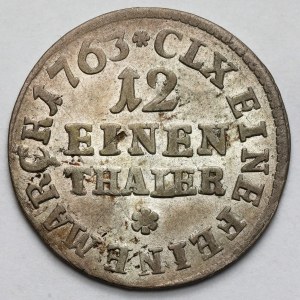 1763 * CLX EINE FEINE MARCK
12
EINEN
THALER